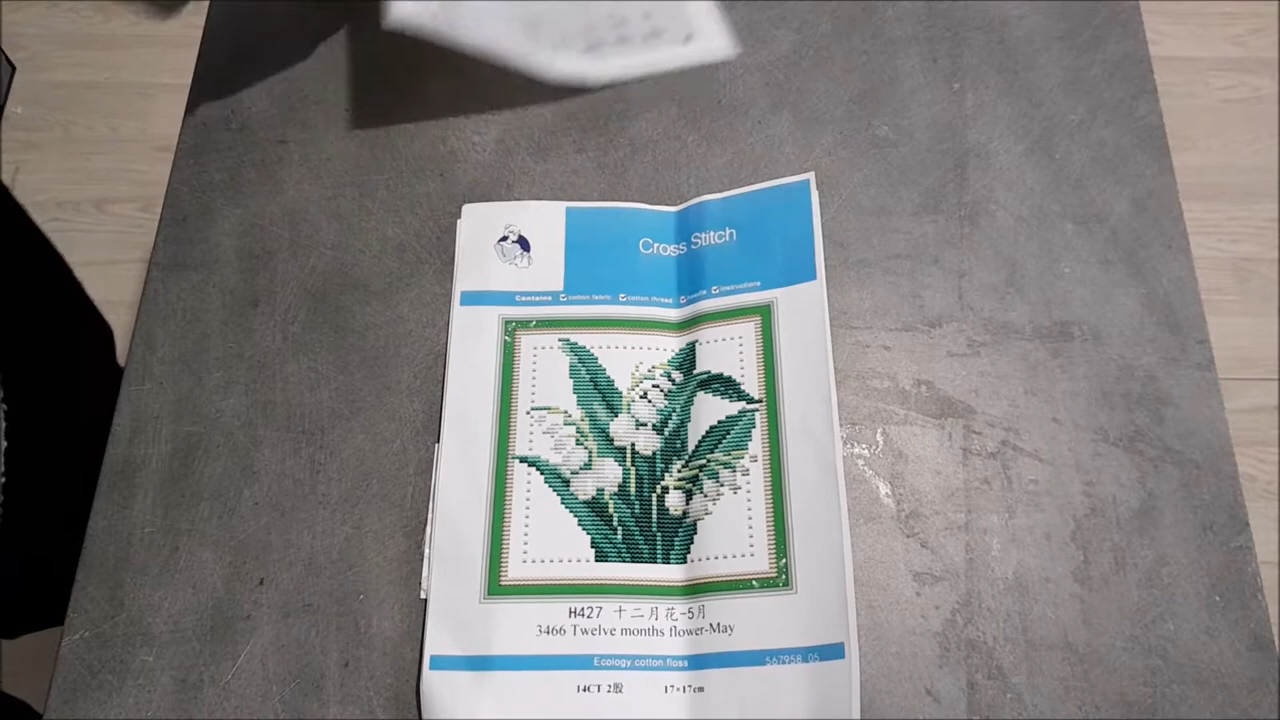 Cross Stitch
Contains cotton fabric cotton thread needle instructions
H427 十二月花-5月
3466 Twelve months flower-May
Ecology cotton floss 567958 05
14CT 2股 17×17cm